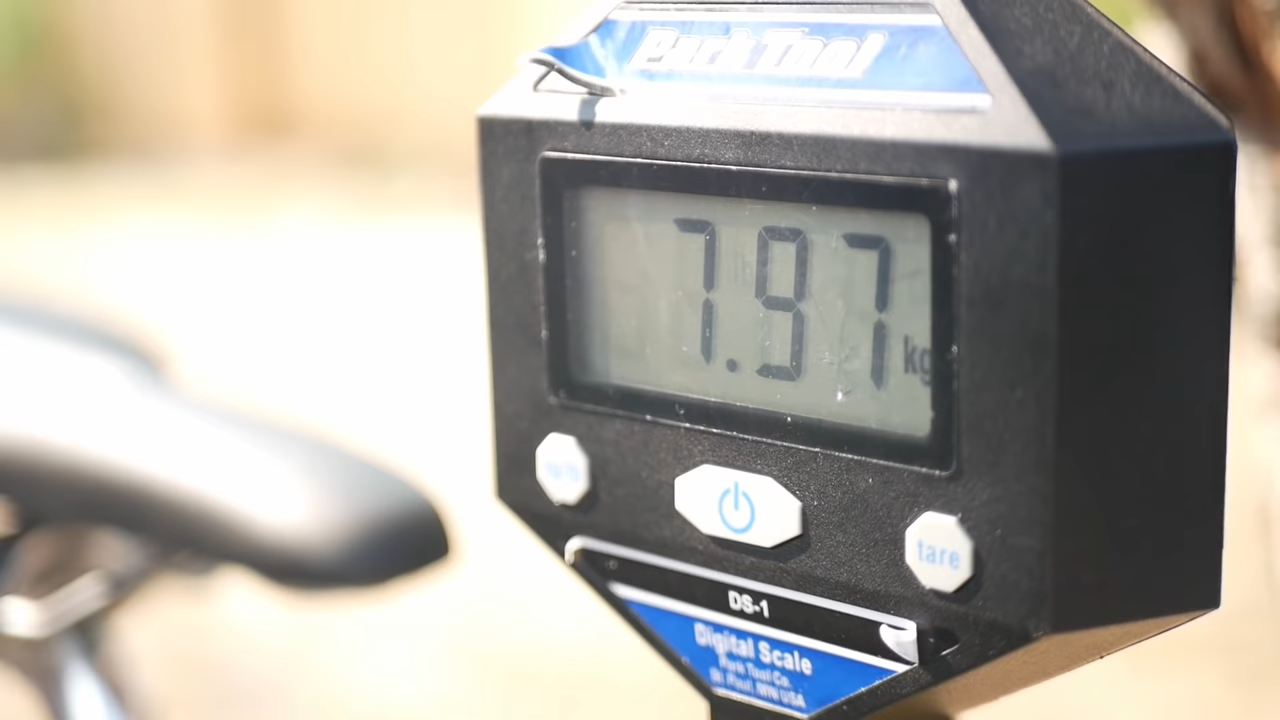 Park Tool
7.97 kg
tare
DS-1
Digital Scale
Park Tool Co.
St. Paul, MN USA